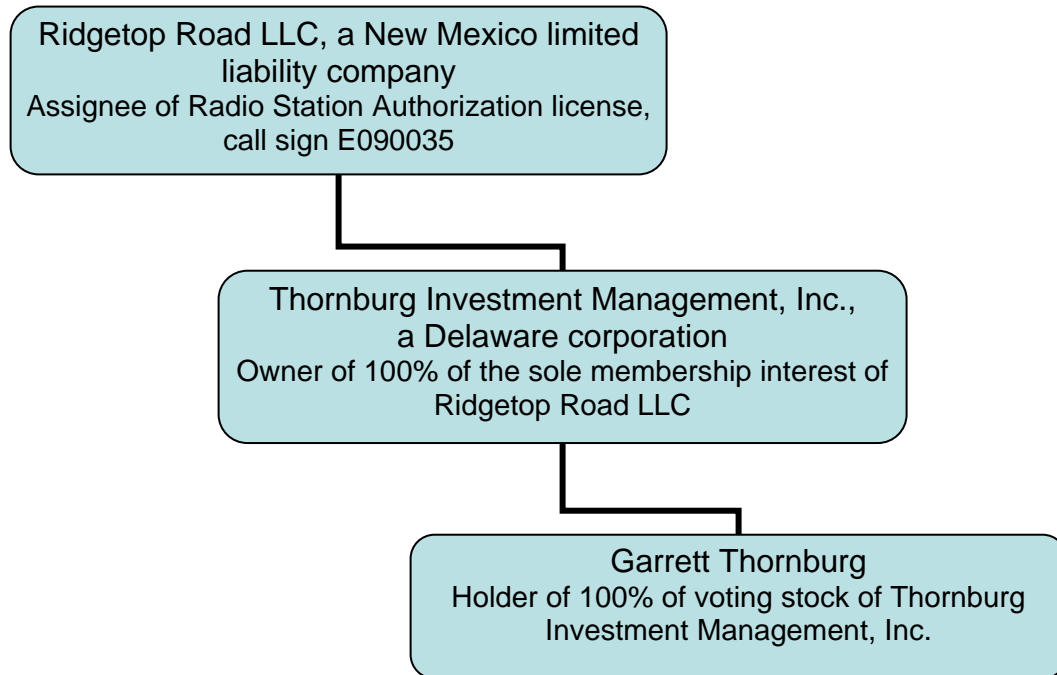 Ridgetop Road LLC, a New Mexico limited
liability company
Assignee of Radio Station Authorization license,
call sign E090035
Thornburg Investment Management, Inc.,
a Delaware corporation
Owner of 100% of the sole membership interest of
Ridgetop Road LLC
Garrett Thornburg
Holder of 100% of voting stock of Thornburg
Investment Management, Inc.